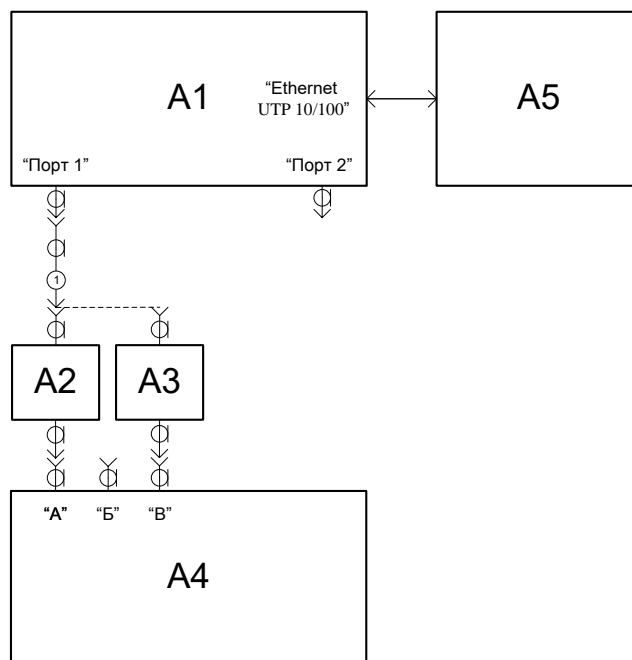 A1
“Ethernet
UTP 10/100”
A5
“Порт 1”
“Порт 2”
1
A2
A3
“А”
“Б”
“В”
A4